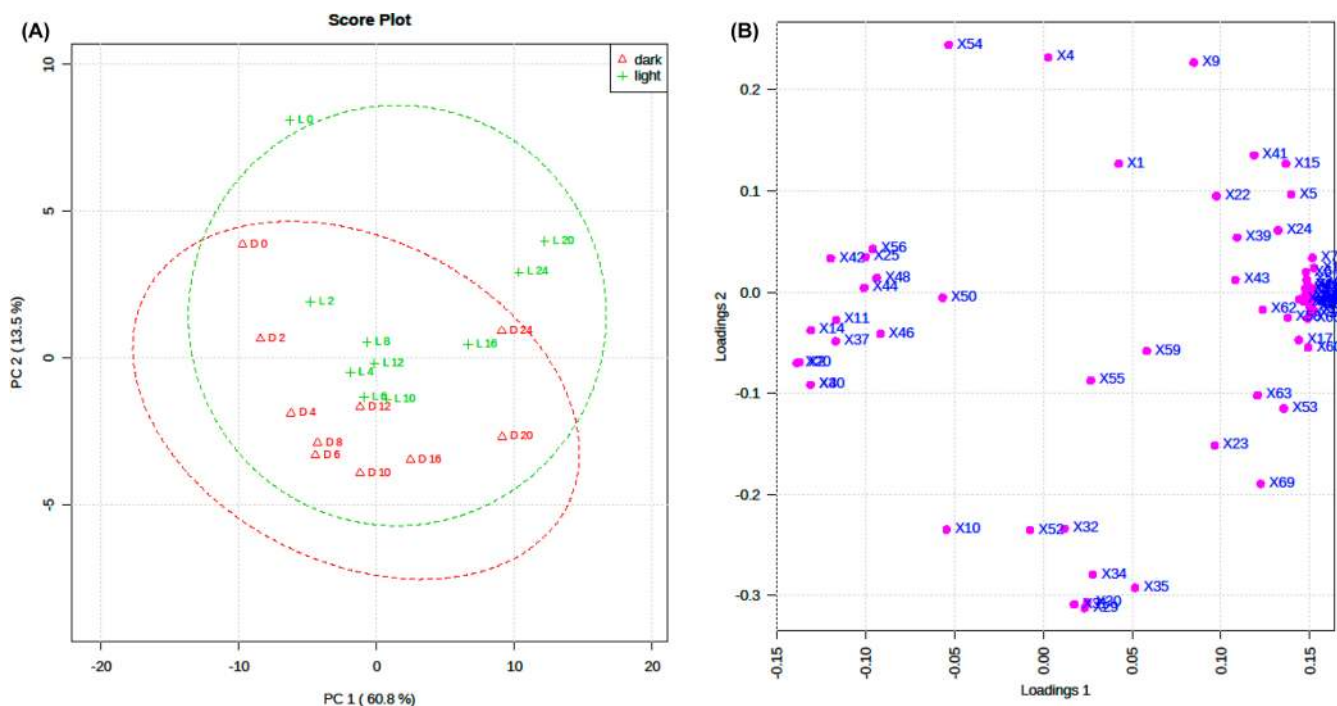 (A)
Score Plot
dark
light
10
5
0
-5
-20
-10
0
10
20
PC 2 ( 13.5 %)
PC 1 ( 60.8 %)
L 0
D 0
L 20
L 24
L 2
D 2
D 24
L 8
L 16
L 12
L 4
L 6
L 10
D 12
D 4
D 8
D 6
D 10
D 16
D 20
(B)
0.2
0.1
0.0
-0.1
-0.2
-0.3
-0.15
-0.10
-0.05
0.00
0.05
0.10
0.15
Loadings 2
Loadings 1
X54
X4
X9
X1
X41
X15
X22
X5
X24
X39
X43
X62
X17
X56
X42
X25
X48
X44
X50
X11
X14
X37
X46
X59
X55
X63
X53
X23
X69
X10
X52
X32
X34
X35
X30
X29